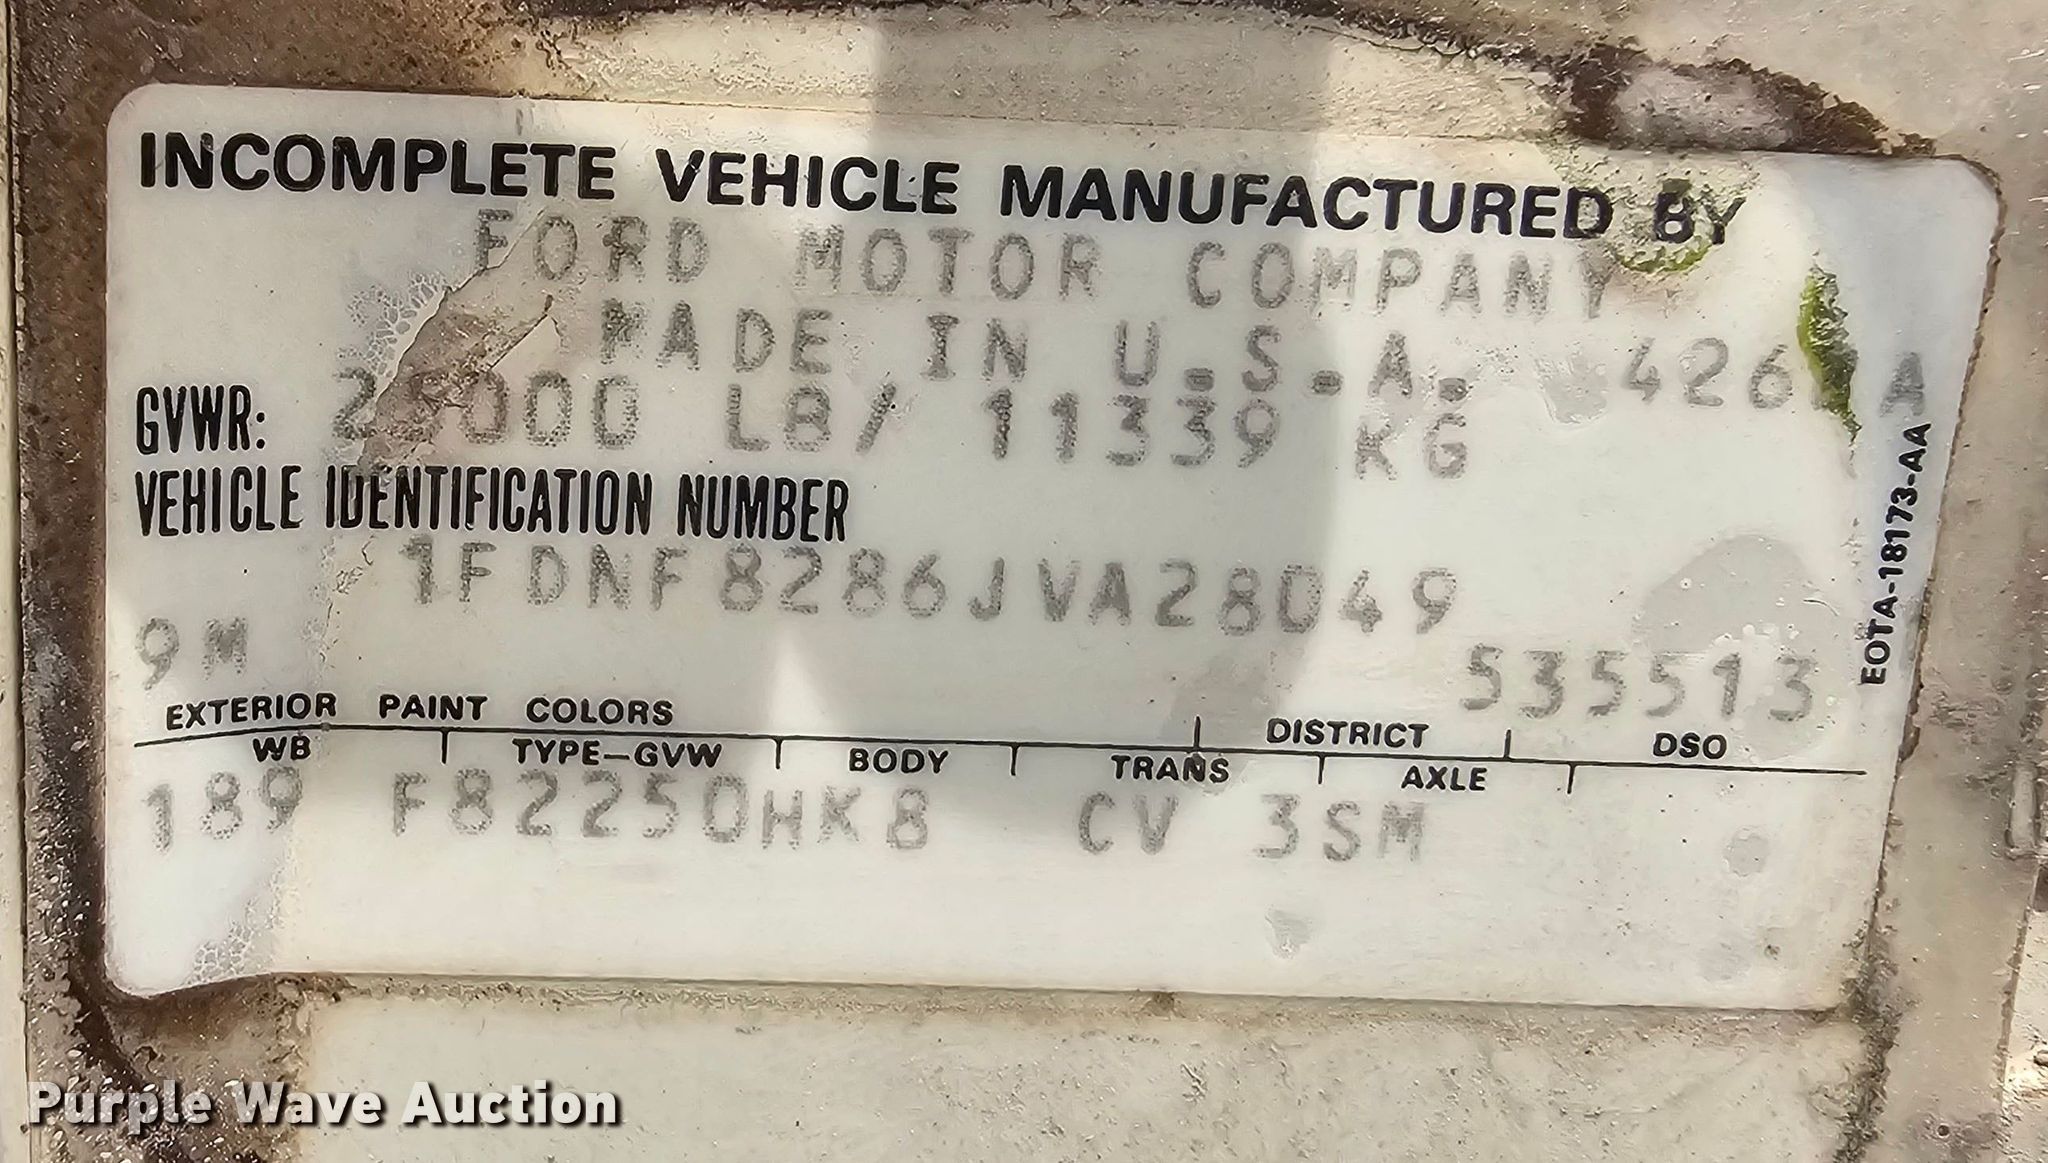 INCOMPLETE VEHICLE MANUFACTURED BY
FORD MOTOR COMPANY
MADE IN U.S.A.
GVWR: 25000 LB/ 11339 KG
VEHICLE IDENTIFICATION NUMBER
1FDNF8286JVA28049
9M 535513
EXTERIOR PAINT COLORS DISTRICT DSO
WB TYPE-GVW BODY TRANS AXLE
189 F82250HK8 CV 3SM
EOTA-18173-AA
Purple Wave Auction